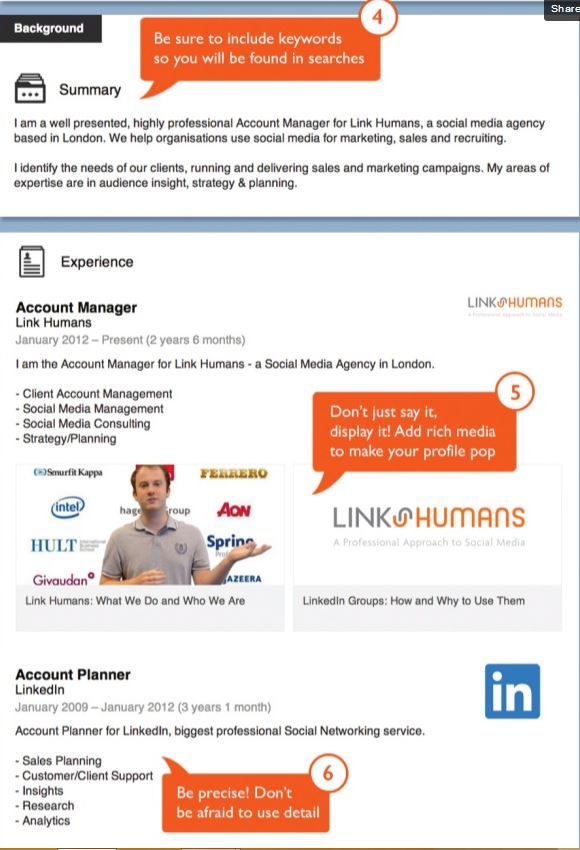 Share
Background
4
Be sure to include keywords
so you will be found in searches
Summary
I am a well presented, highly professional Account Manager for Link Humans, a social media agency
based in London. We help organisations use social media for marketing, sales and recruiting.
I identify the needs of our clients, running and delivering sales and marketing campaigns. My areas of
expertise are in audience insight, strategy & planning.
Experience
Account Manager
Link Humans
January 2012 – Present (2 years 6 months)
LINKHUMANS
A Professional Approach to Social Media
I am the Account Manager for Link Humans - a Social Media Agency in London.
- Client Account Management
- Social Media Management
- Social Media Consulting
- Strategy/Planning
5
Don't just say it,
display it! Add rich media
to make your profile pop
Smurfit Kappa
FERRERO
intel
hage roup
AON
HULT International Business School
Spring
Givaudan
AZEERA
LINKHUMANS
A Professional Approach to Social Media
Link Humans: What We Do and Who We Are
LinkedIn Groups: How and Why to Use Them
Account Planner
LinkedIn
January 2009 – January 2012 (3 years 1 month)
in
Account Planner for LinkedIn, biggest professional Social Networking service.
- Sales Planning
- Customer/Client Support
- Insights
- Research
- Analytics
6
Be precise! Don't
be afraid to use detail